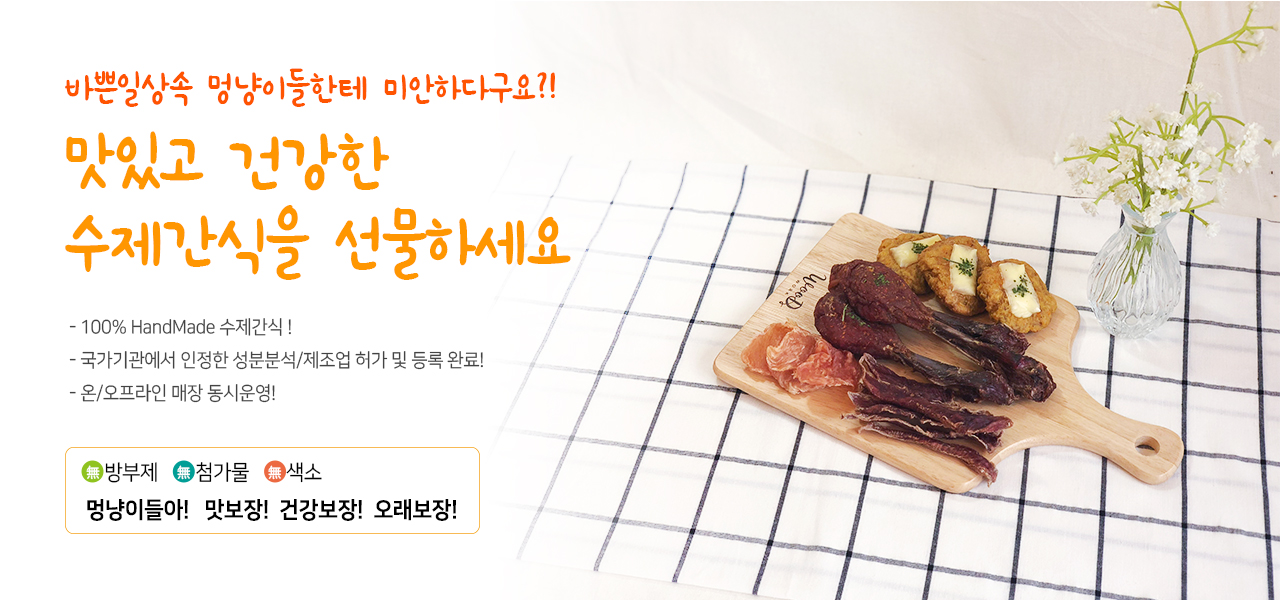 바쁜일상속 멍냥이들한테 미안하다구요?!
맛있고 건강한
수제간식을 선물하세요
- 100% HandMade 수제간식 !
- 국가기관에서 인정한 성분분석/제조업 허가 및 등록 완료!
- 온/오프라인 매장 동시운영!
無방부제 無첨가물 無색소
멍냥이들아! 맛보장! 건강보장! 오래보장!
WooD